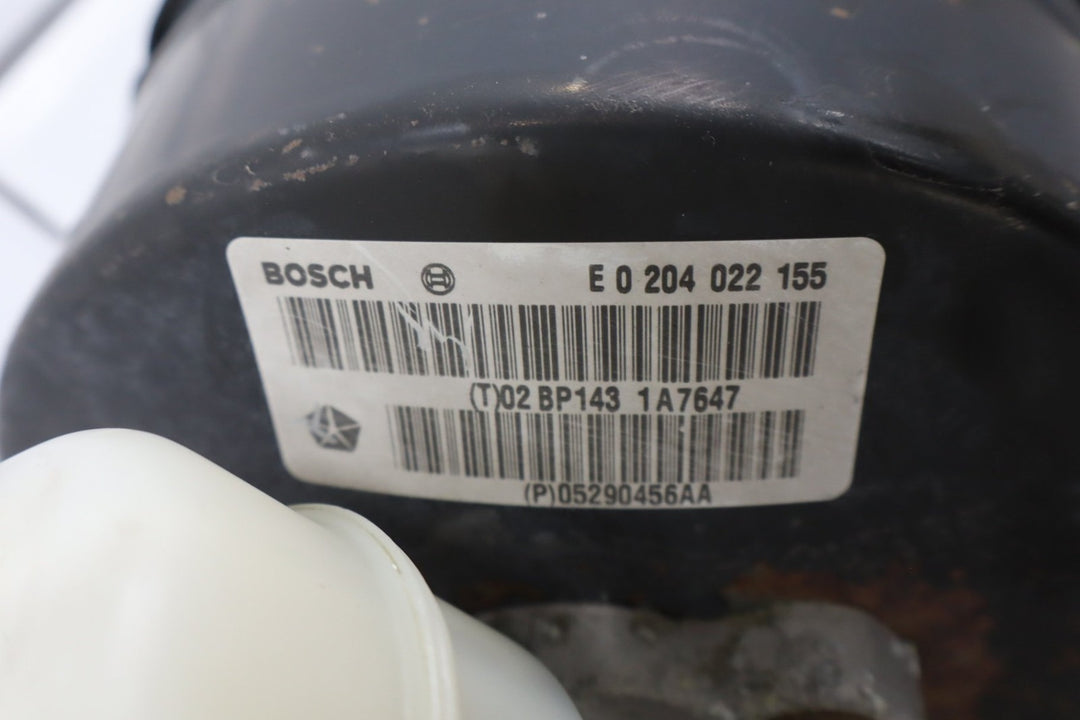 BOSCH E 0 204 022 155
(T)02 BP143 1A7647
(P)05290456AA